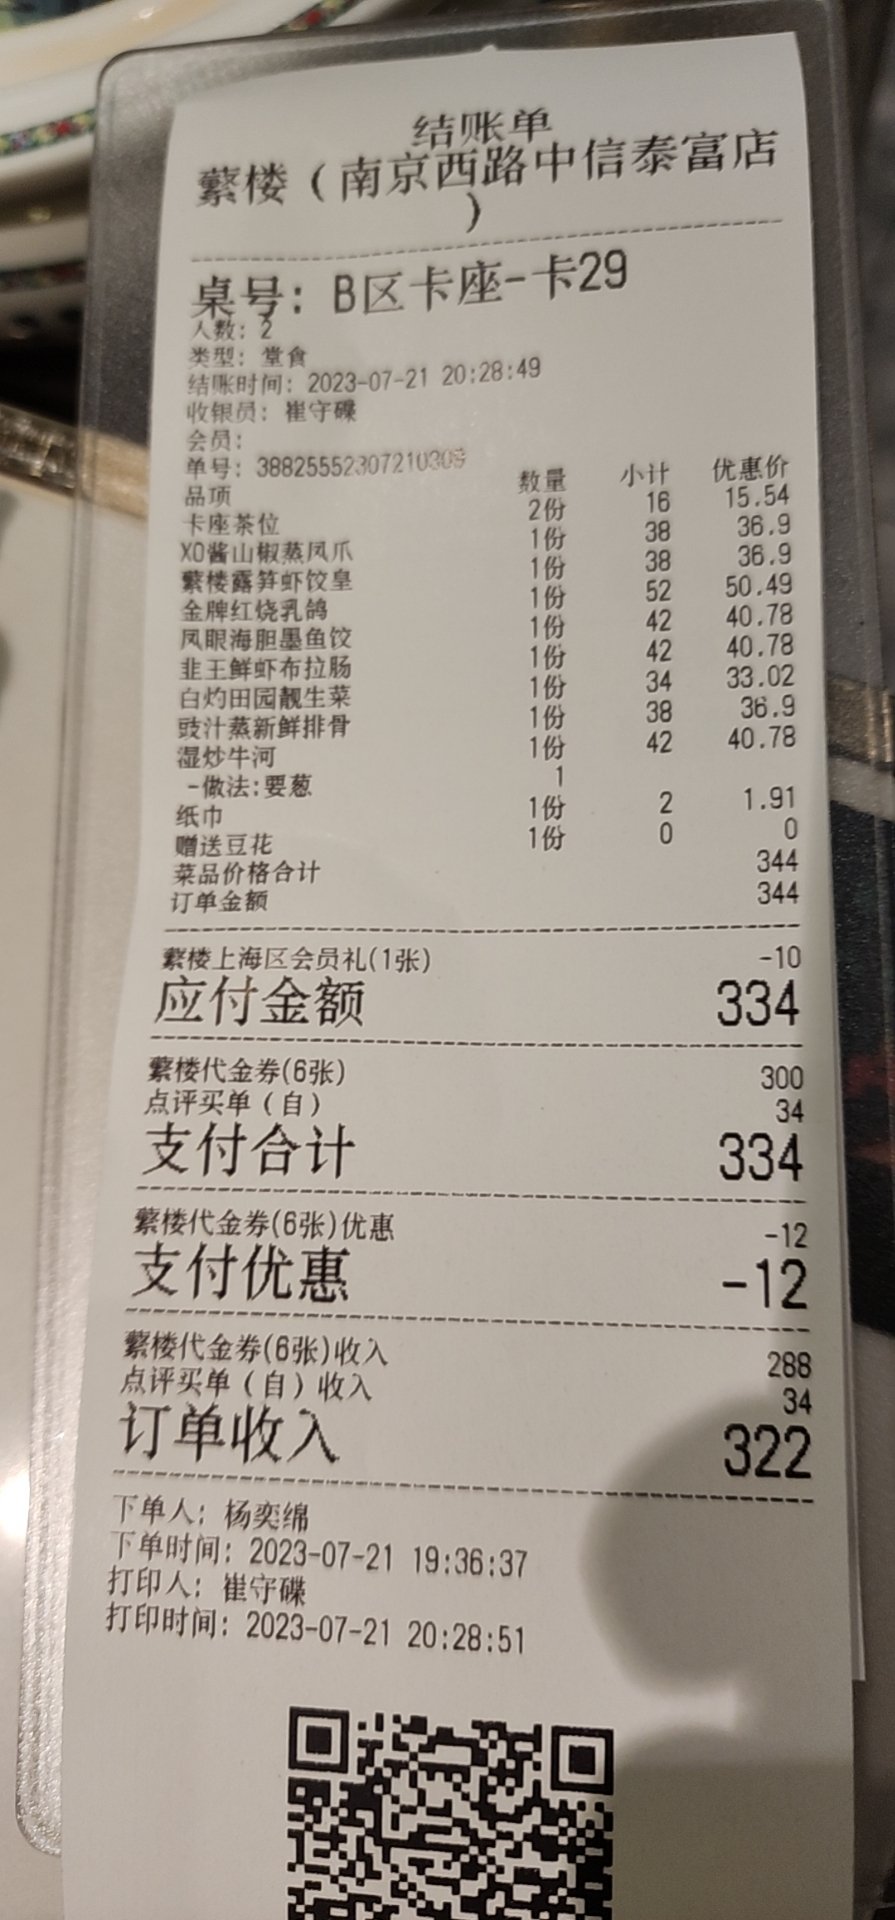 结账单
蘩楼（南京西路中信泰富店
）
桌号：B区卡座-卡29
人数：2
类型：堂食
结账时间：2023-07-21 20:28:49
收银员：崔守碟
会员：
单号：388255552307210309
品项 数量 小计 优惠价
卡座茶位 2份 16 15.54
XO酱山椒蒸凤爪 1份 38 36.9
蘩楼露笋虾饺皇 1份 38 36.9
金牌红烧乳鸽 1份 52 50.49
凤眼海胆墨鱼饺 1份 42 40.78
韭王鲜虾布拉肠 1份 42 40.78
白灼田园靓生菜 1份 34 33.02
豉汁蒸新鲜排骨 1份 38 36.9
湿炒牛河 1份 42 40.78
-做法:要葱 1
纸巾 1份 2 1.91
赠送豆花 1份 0 0
菜品价格合计 344
订单金额 344
蘩楼上海区会员礼(1张) -10
应付金额 334
蘩楼代金券(6张) 300
点评买单（自） 34
支付合计 334
蘩楼代金券(6张)优惠 -12
支付优惠 -12
蘩楼代金券(6张)收入 288
点评买单（自）收入 34
订单收入 322
下单人：杨奕绵
下单时间：2023-07-21 19:36:37
打印人：崔守碟
打印时间：2023-07-21 20:28:51